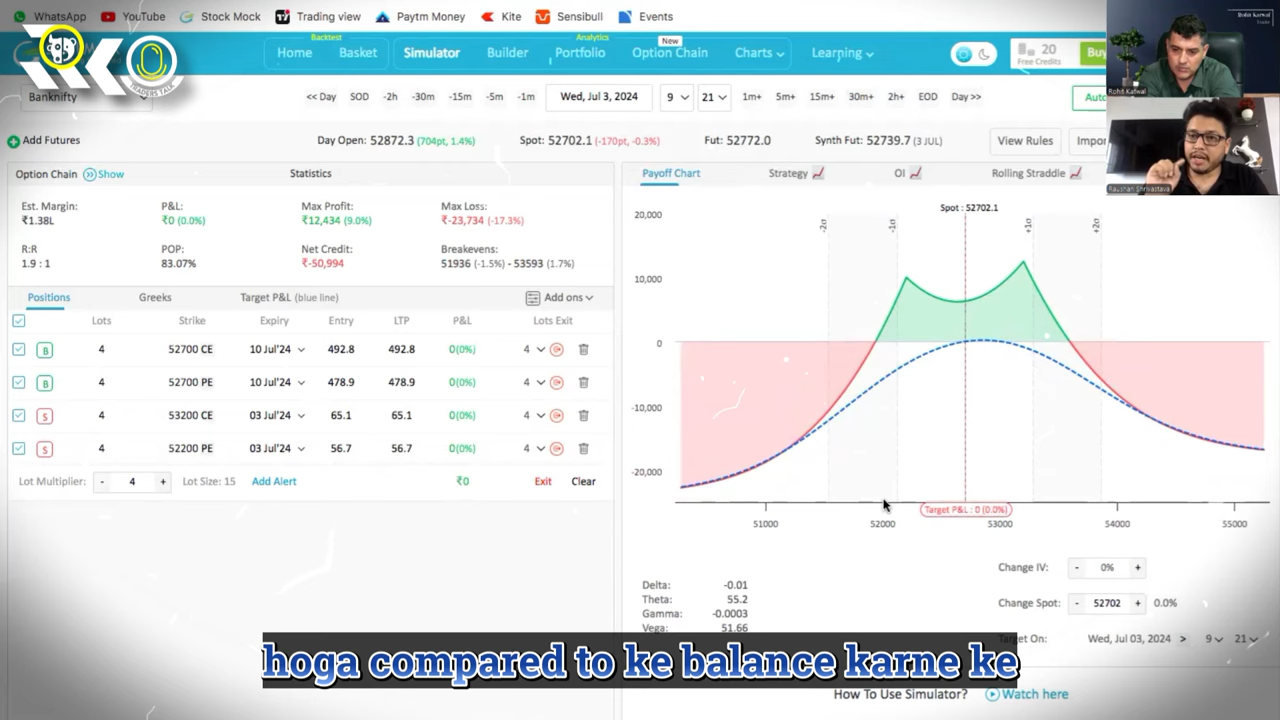 WhatsApp YouTube Stock Mock Trading view Paytm Money Kite Sensibull Events
Rohit Katwal
Rohit Katwal
Raushan Shrivastava
TRADERS TALK
Backtest New Analytics
Home Basket Simulator Builder Portfolio Option Chain Charts Learning 20 Free Credits Buy
Banknifty << Day SOD -2h -30m -15m -5m -1m Wed, Jul 3, 2024 9 21 1m+ 5m+ 15m+ 30m+ 2h+ EOD Day >> Auto
Add Futures Day Open: 52872.3 (704pt, 1.4%) Spot: 52702.1 (-170pt, -0.3%) Fut: 52772.0 Synth Fut: 52739.7 (3 JUL) View Rules Impor
Option Chain Show Statistics
Est. Margin: P&L: Max Profit: Max Loss:
₹1.38L ₹0 (0.0%) ₹12,434 (9.0%) ₹-23,734 (-17.3%)
R:R POP: Net Credit: Breakevens:
1.9 : 1 83.07% ₹-50,994 51936 (-1.5%) - 53593 (1.7%)
Positions Greeks Target P&L (blue line) Add ons
Lots Strike Expiry Entry LTP P&L Lots Exit
B 4 52700 CE 10 Jul'24 492.8 492.8 0(0%) 4
B 4 52700 PE 10 Jul'24 478.9 478.9 0(0%) 4
S 4 53200 CE 03 Jul'24 65.1 65.1 0(0%) 4
S 4 52200 PE 03 Jul'24 56.7 56.7 0(0%) 4
Lot Multiplier: - 4 + Lot Size: 15 Add Alert ₹0 Exit Clear
Payoff Chart Strategy OI Rolling Straddle
Spot : 52702.1
-2σ -1σ +1σ +2σ
20,000
10,000
0
-10,000
-20,000
Target P&L : 0 (0.0%)
51000 52000 53000 54000 55000
Delta: -0.01
Theta: 55.2
Gamma: -0.0003
Vega: 51.66
Change IV: - 0% +
Change Spot: - 52702 + 0.0%
Target On: Wed, Jul 03, 2024 > 9 21
hoga compared to ke balance karne ke
How To Use Simulator? Watch here